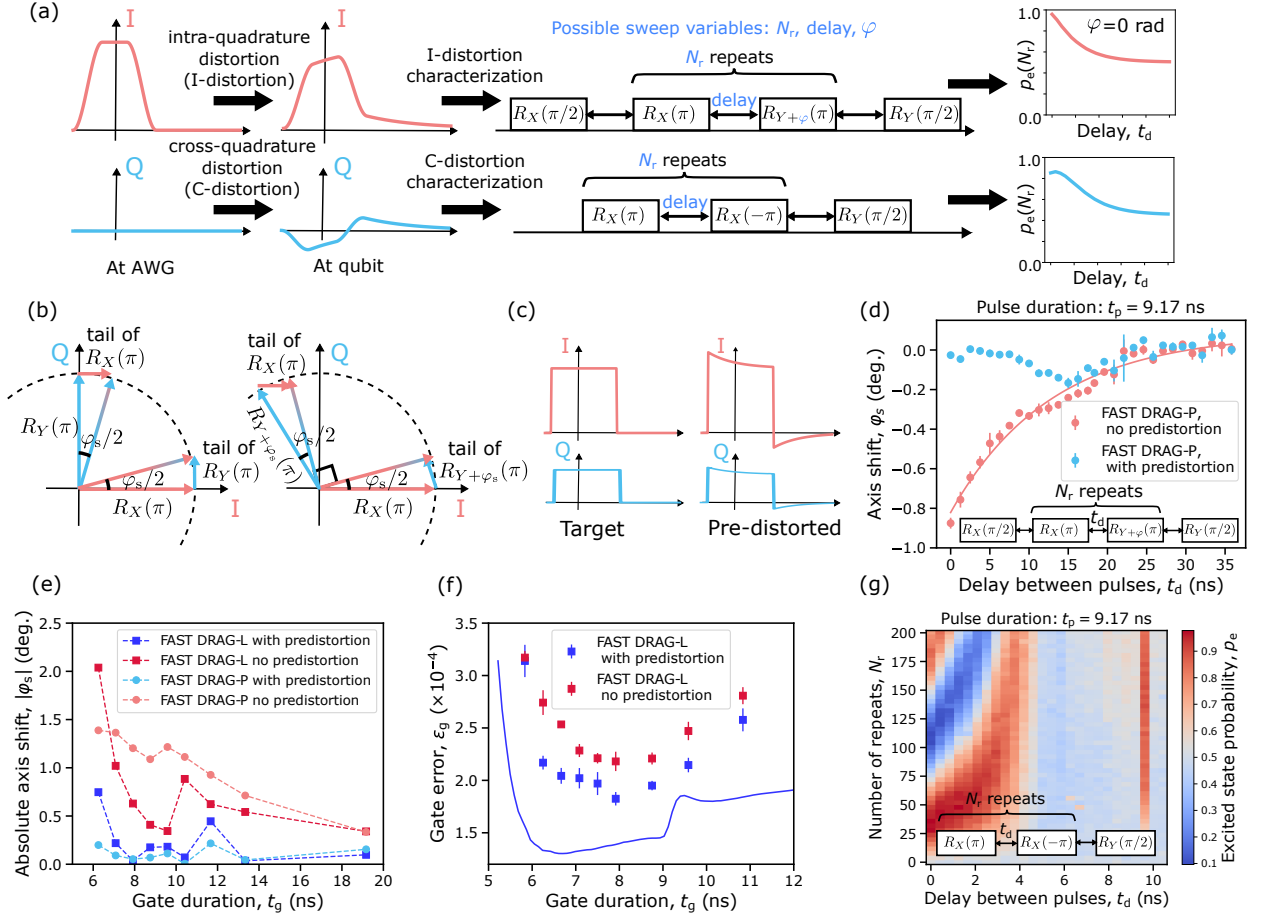 (a)
I
intra-quadrature
distortion
(I-distortion)
I
I-distortion
characterization
Possible sweep variables: Nr, delay, φ
Nr repeats
RX(π/2)
RX(π)
delay
RY+φ(π)
RY(π/2)
1.0
pe(Nr)
0.0
φ=0 rad
Delay, td
Q
cross-quadrature
distortion
(C-distortion)
Q
C-distortion
characterization
Nr repeats
RX(π)
delay
RX(−π)
RY(π/2)
1.0
pe(Nr)
0.0
Delay, td
At AWG
At qubit
(b)
Q
tail of
RX(π)
RY(π)
φs/2
φs/2
RX(π)
tail of
RY(π)
I
tail of
RX(π)
RY+φs(π)
φs/2
φs/2
RX(π)
tail of
RY+φs(π)
I
(c)
I
I
Q
Q
Target
Pre-distorted
(d)
Pulse duration: tp = 9.17 ns
Axis shift, φs (deg.)
0.0
−0.2
−0.4
−0.6
−0.8
−1.0
FAST DRAG-P,
no predistortion
FAST DRAG-P,
with predistortion
Nr repeats
td
RX(π/2)
RX(π)
RY+φ(π)
RY(π/2)
0 5 10 15 20 25 30 35
Delay between pulses, td (ns)
(e)
Absolute axis shift, |φs| (deg.)
2.5
2.0
1.5
1.0
0.5
0.0
FAST DRAG-L with predistortion
FAST DRAG-L no predistortion
FAST DRAG-P with predistortion
FAST DRAG-P no predistortion
6 8 10 12 14 16 18 20
Gate duration, tg (ns)
(f)
Gate error, εg (×10−4)
3.5
3.0
2.5
2.0
1.5
1.0
FAST DRAG-L
with predistortion
FAST DRAG-L
no predistortion
5 6 7 8 9 10 11 12
Gate duration, tg (ns)
(g)
Pulse duration: tp = 9.17 ns
Number of repeats, Nr
200
175
150
125
100
75
50
25
0
Nr repeats
td
RX(π)
RX(−π)
RY(π/2)
0 2 4 6 8 10
Delay between pulses, td (ns)
0.9
0.8
0.7
0.6
0.5
0.4
0.3
0.2
0.1
Excited state probability, pe